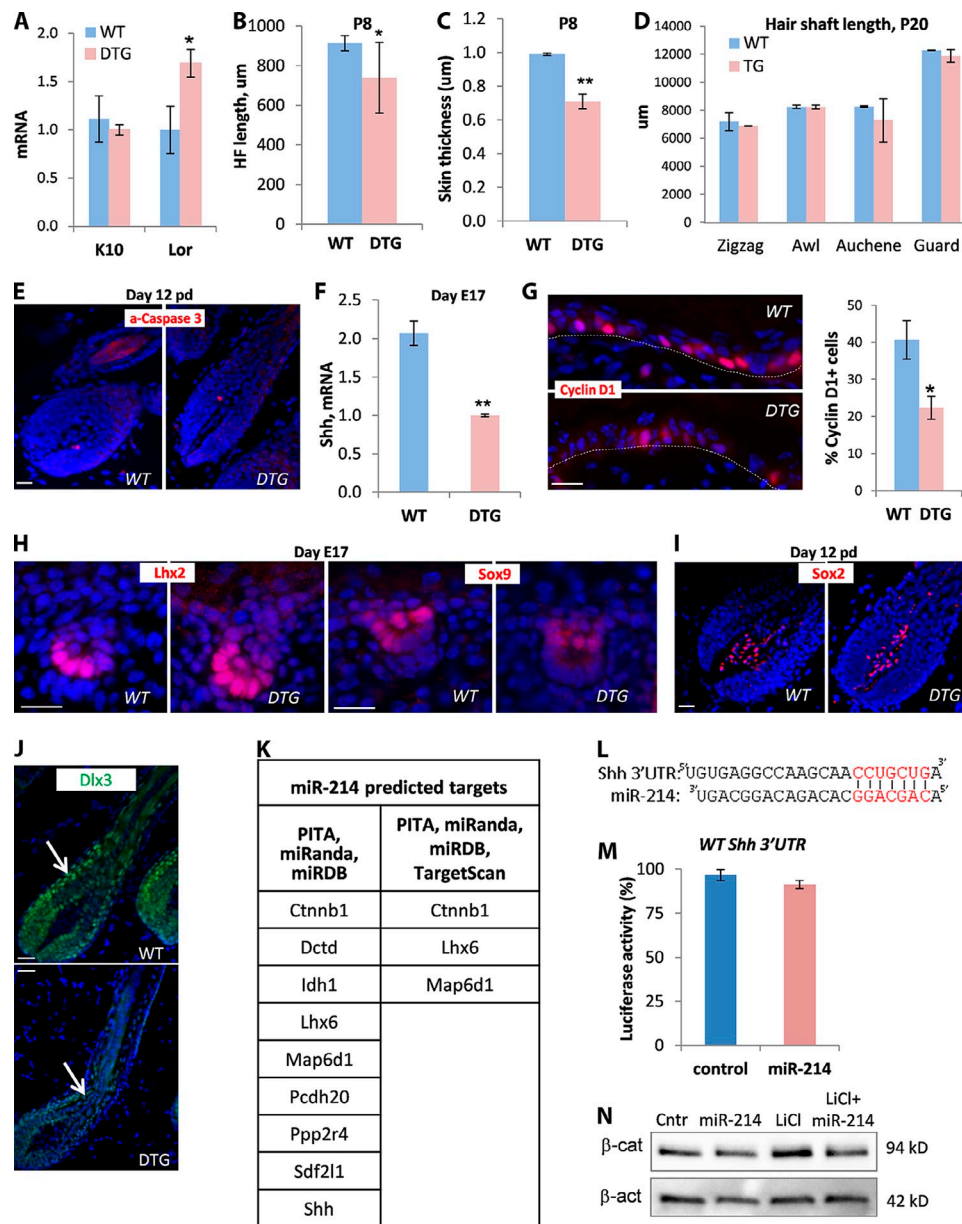 A
WT
DTG
mRNA
2.0
1.5
1.0
0.5
0.0
*
K10 Lor
B
P8
HF length, um
1000
800
600
400
200
0
*
WT DTG
C
P8
Skin thickness (um)
1.0
0.8
0.6
0.4
0.2
0.0
**
WT DTG
D
Hair shaft length, P20
WT
TG
um
14000
12000
10000
8000
6000
4000
2000
0
Zigzag Awl Auchene Guard
E
Day 12 pd
a-Caspase 3
WT DTG
F
Day E17
Shh, mRNA
2.5
2.0
1.5
1.0
0.5
0.0
**
WT DTG
G
WT
Cyclin D1
DTG
% Cyclin D1+ cells
50
40
30
20
10
0
*
WT DTG
H
Day E17
Lhx2 Sox9
WT DTG WT DTG
I
Day 12 pd
Sox2
WT DTG
J
Dlx3
WT
DTG
K
miR-214 predicted targets
PITA, PITA, miRanda,
miRanda, miRDB,
miRDB TargetScan
Ctnnb1 Ctnnb1
Dctd Lhx6
Idh1 Map6d1
Lhx6
Map6d1
Pcdh20
Ppp2r4
Sdf2l1
Shh
L
Shh 3'UTR: 5'UGUGAGGCCAAGCAACCUGCUGA3'
miR-214: 3'UGACGGACAGACACGGACGACA5'
M
WT Shh 3'UTR
Luciferase activity (%)
100
75
50
25
0
control miR-214
N
Cntr miR-214 LiCl LiCl+
miR-214
β-cat 94 kD
β-act 42 kD